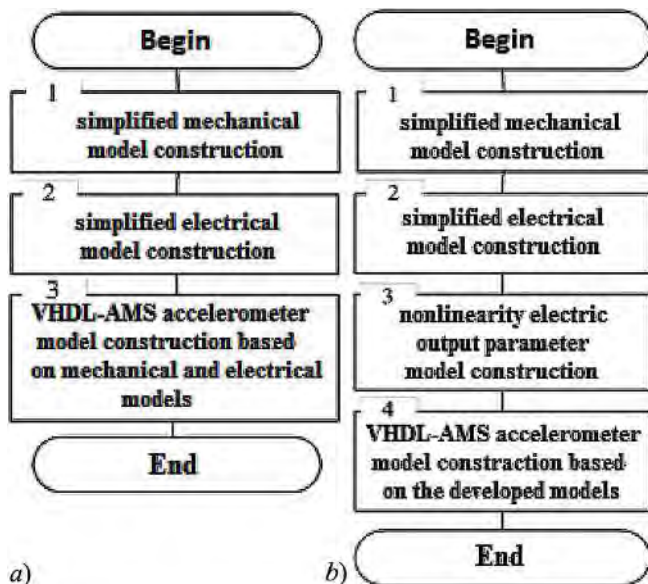 Begin
1
simplified mechanical
model construction
2
simplified electrical
model construction
3
VHDL-AMS accelerometer
model construction based
on mechanical and electrical
models
End
a)
Begin
1
simplified mechanical
model construction
2
simplified electrical
model construction
3
nonlinearity electric
output parameter
model construction
4
VHDL-AMS accelerometer
model constraction based
on the developed models
End
b)